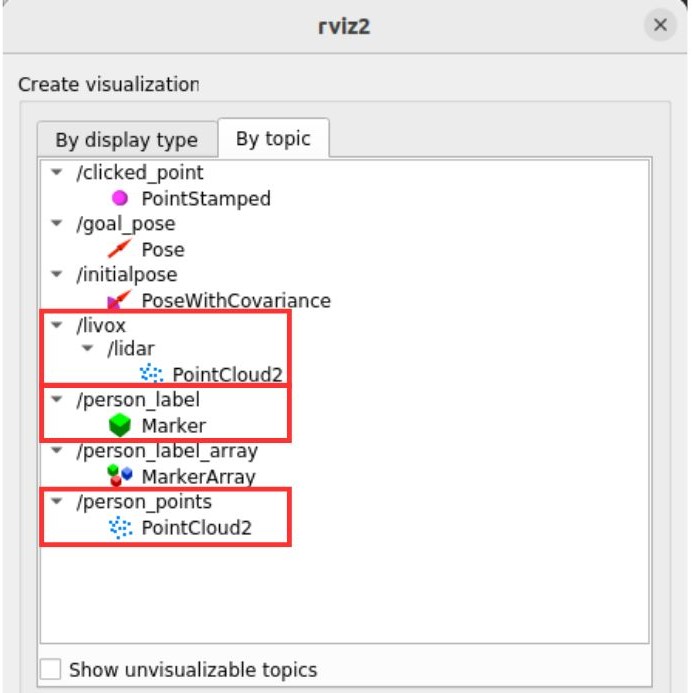 rviz2
Create visualization
By display type
By topic
/clicked_point
PointStamped
/goal_pose
Pose
/initialpose
PoseWithCovariance
/livox
/lidar
PointCloud2
/person_label
Marker
/person_label_array
MarkerArray
/person_points
PointCloud2
Show unvisualizable topics